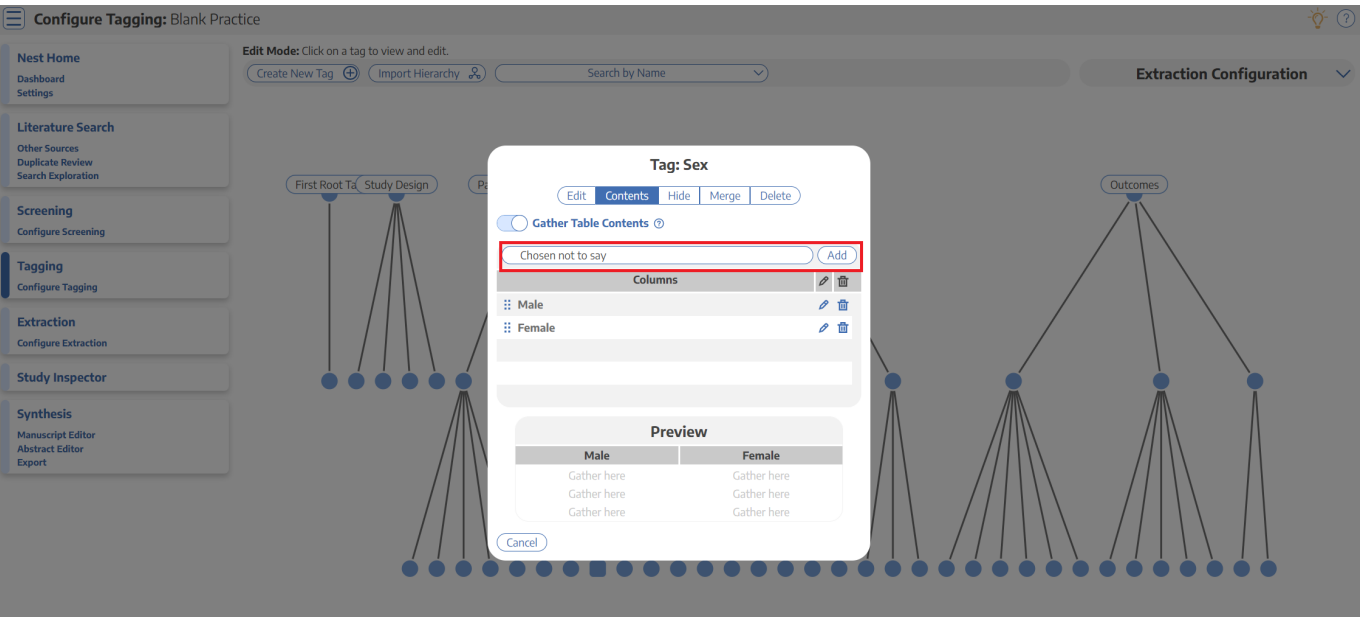 Configure Tagging: Blank Practice
?
Nest Home
Dashboard
Settings
Literature Search
Other Sources
Duplicate Review
Search Exploration
Screening
Configure Screening
Tagging
Configure Tagging
Extraction
Configure Extraction
Study Inspector
Synthesis
Manuscript Editor
Abstract Editor
Export
Edit Mode: Click on a tag to view and edit.
Create New Tag
Import Hierarchy
Search by Name
Extraction Configuration
First Root Ta
Study Design
Pa
Outcomes
Tag: Sex
Edit Contents Hide Merge Delete
Gather Table Contents ?
Chosen not to say Add
Columns
Male
Female
Preview
Male Female
Gather here Gather here
Gather here Gather here
Gather here Gather here
Cancel